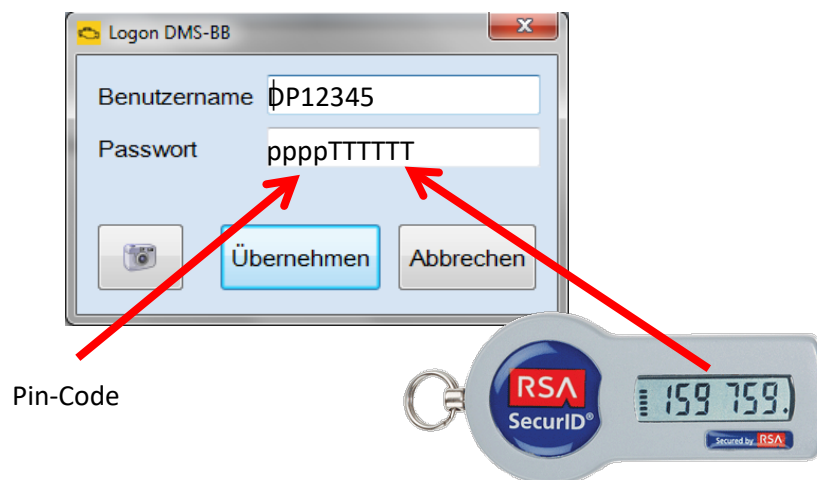 Logon DMS-BB
X
Benutzername DP12345
Passwort ppppTTTTTT
Übernehmen Abbrechen
Pin-Code
RSA
SecurID®
159 759.
Secured by RSA